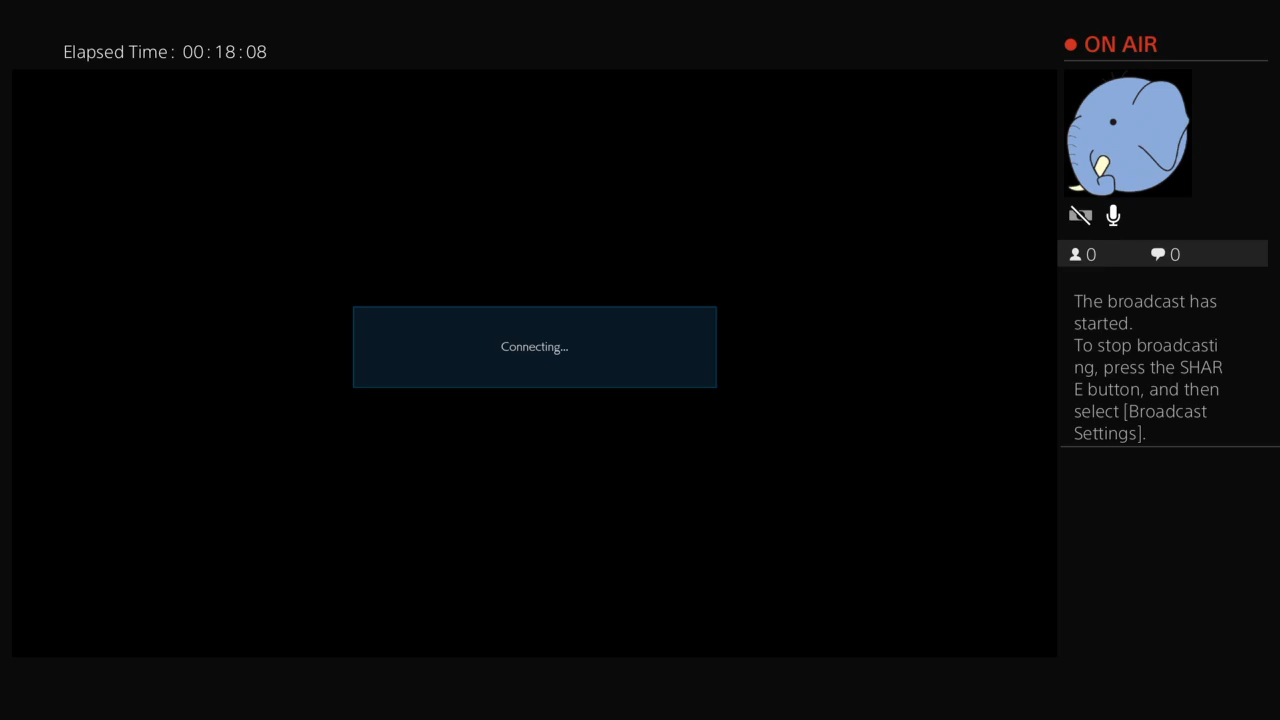 Elapsed Time: 00:18:08
ON AIR
0 0
Connecting...
The broadcast has
started.
To stop broadcasti
ng, press the SHAR
E button, and then
select [Broadcast
Settings].